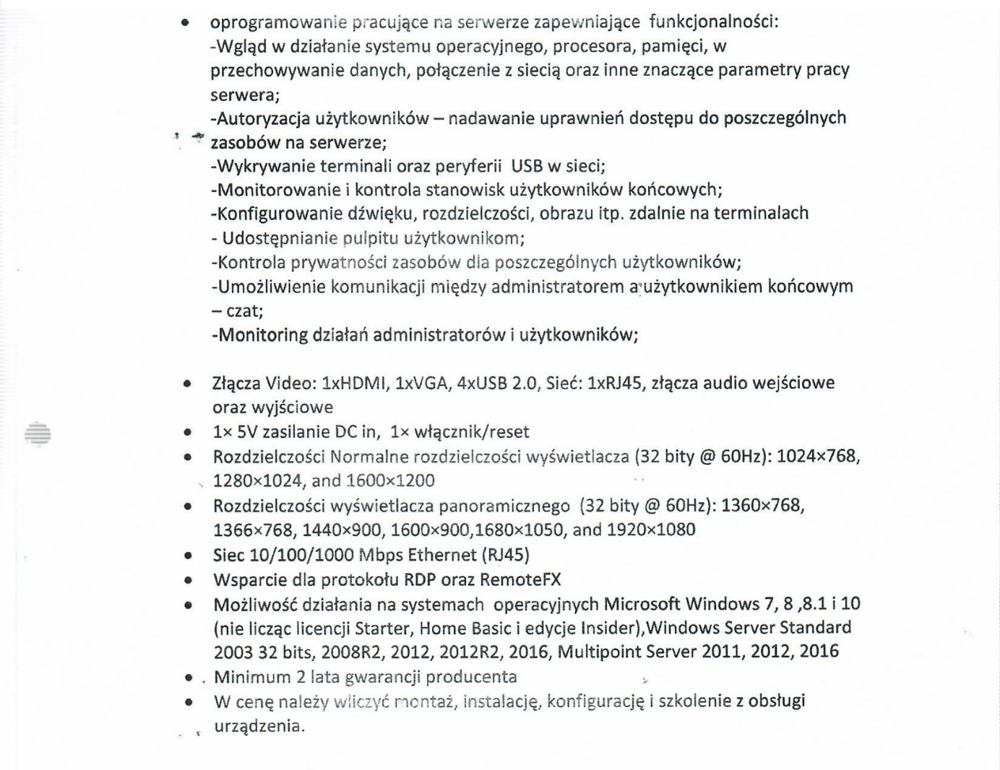 • oprogramowanie pracujące na serwerze zapewniające funkcjonalności:
-Wgląd w działanie systemu operacyjnego, procesora, pamięci, w
przechowywanie danych, połączenie z siecią oraz inne znaczące parametry pracy
serwera;
-Autoryzacja użytkowników – nadawanie uprawnień dostępu do poszczególnych
zasobów na serwerze;
-Wykrywanie terminali oraz peryferii USB w sieci;
-Monitorowanie i kontrola stanowisk użytkowników końcowych;
-Konfigurowanie dźwięku, rozdzielczości, obrazu itp. zdalnie na terminalach
- Udostępnianie pulpitu użytkownikom;
-Kontrola prywatności zasobów dla poszczególnych użytkowników;
-Umożliwienie komunikacji między administratorem a użytkownikiem końcowym
– czat;
-Monitoring działań administratorów i użytkowników;
• Złącza Video: 1xHDMI, 1xVGA, 4xUSB 2.0, Sieć: 1xRJ45, złącza audio wejściowe
oraz wyjściowe
• 1× 5V zasilanie DC in, 1× włącznik/reset
• Rozdzielczości Normalne rozdzielczości wyświetlacza (32 bity @ 60Hz): 1024×768,
1280×1024, and 1600×1200
• Rozdzielczości wyświetlacza panoramicznego (32 bity @ 60Hz): 1360×768,
1366×768, 1440×900, 1600×900,1680×1050, and 1920×1080
• Siec 10/100/1000 Mbps Ethernet (RJ45)
• Wsparcie dla protokołu RDP oraz RemoteFX
• Możliwość działania na systemach operacyjnych Microsoft Windows 7, 8 ,8.1 i 10
(nie licząc licencji Starter, Home Basic i edycje Insider),Windows Server Standard
2003 32 bits, 2008R2, 2012, 2012R2, 2016, Multipoint Server 2011, 2012, 2016
• Minimum 2 lata gwarancji producenta
• W cenę należy wliczyć montaż, instalację, konfigurację i szkolenie z obsługi
urządzenia.